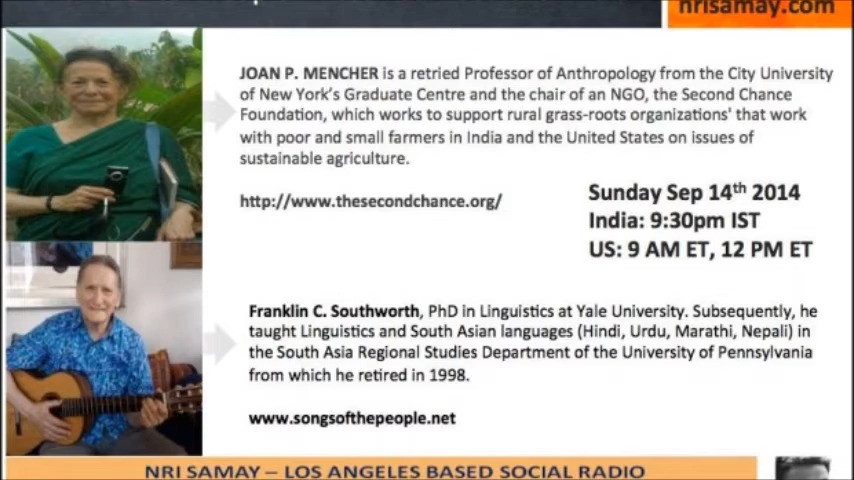 nrisamay.com
JOAN P. MENCHER is a retried Professor of Anthropology from the City University
of New York's Graduate Centre and the chair of an NGO, the Second Chance
Foundation, which works to support rural grass-roots organizations' that work
with poor and small farmers in India and the United States on issues of
sustainable agriculture.
http://www.thesecondchance.org/
Sunday Sep 14th 2014
India: 9:30pm IST
US: 9 AM ET, 12 PM ET
Franklin C. Southworth, PhD in Linguistics at Yale University. Subsequently, he
taught Linguistics and South Asian languages (Hindi, Urdu, Marathi, Nepali) in
the South Asia Regional Studies Department of the University of Pennsylvania
from which he retired in 1998.
www.songsofthepeople.net
NRI SAMAY – LOS ANGELES BASED SOCIAL RADIO